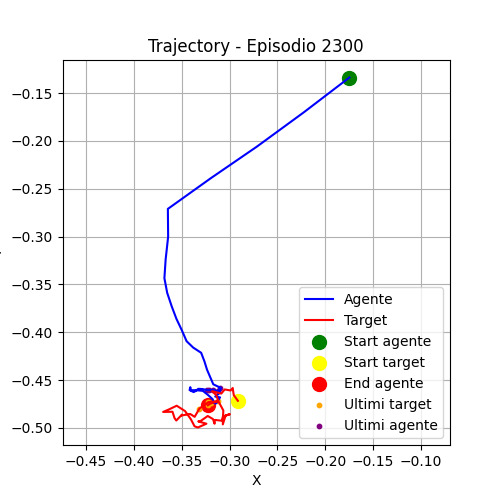 Trajectory - Episodio 2300
−0.15
−0.20
−0.25
−0.30
−0.35
−0.40
−0.45
−0.50
Agente
Target
Start agente
Start target
End agente
Ultimi target
Ultimi agente
−0.45 −0.40 −0.35 −0.30 −0.25 −0.20 −0.15 −0.10
X